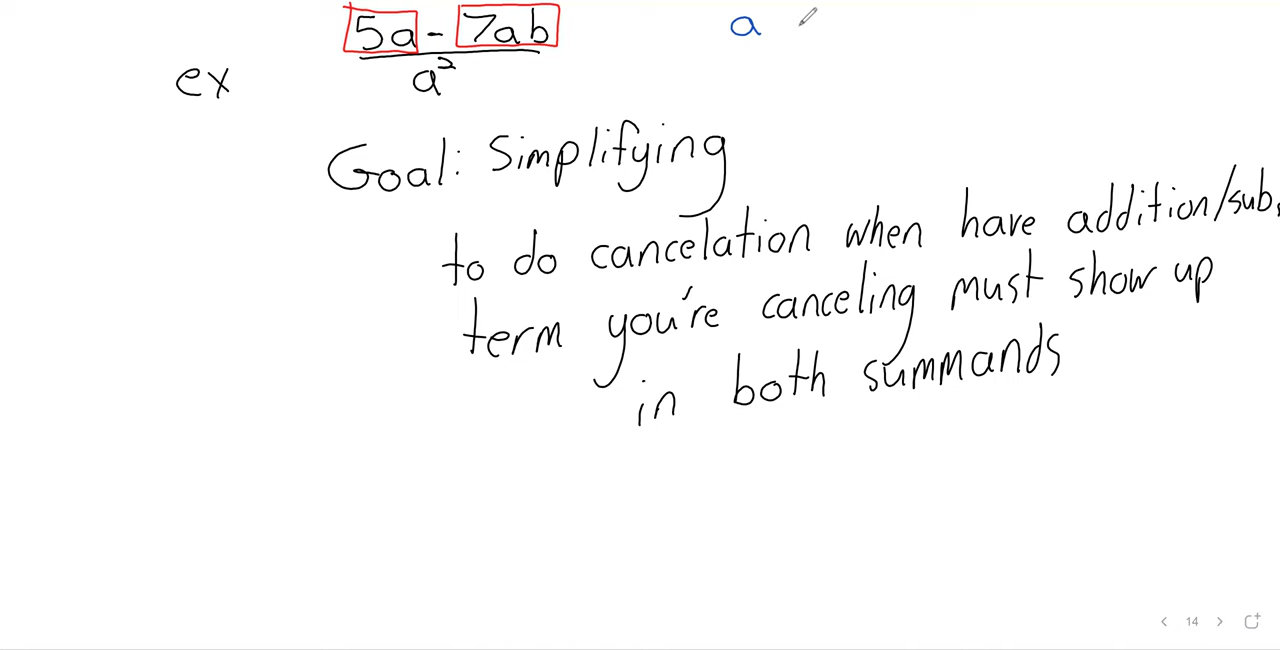 5a - 7ab a
a²
ex
Goal: Simplifying
to do cancelation when have addition/sub.
term you're canceling must show up
in both summands
14